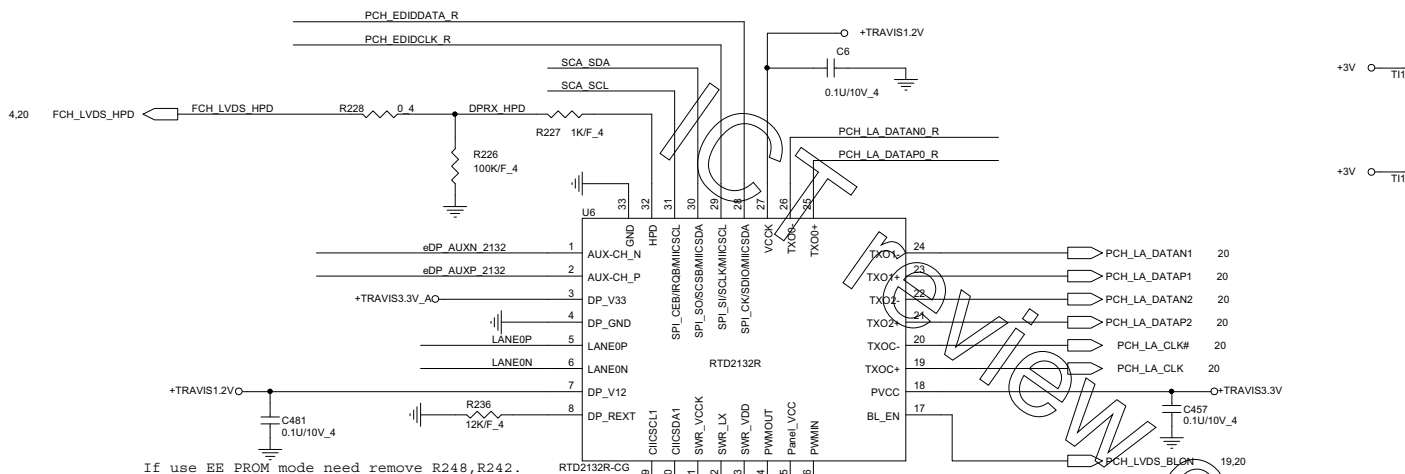 PCH_EDIDDATA_R
PCH_EDIDCLK_R
+TRAVIS1.2V
C6
0.1U/10V_4
SCA_SDA
SCA_SCL
+3V TI1
4,20 FCH_LVDS_HPD FCH_LVDS_HPD R228 0_4 DPRX_HPD
R227 1K/F_4
R226
100K/F_4
PCH_LA_DATAN0_R
PCH_LA_DATAP0_R
+3V TI1
33 32 31 30 29 28 27 26 25
U6
GND
HPD
SPI_CEB/IRQB/MIICSCL
SPI_SO/SCSB/MIICSDA
SPI_SI/SCLK/MIICSCL
SPI_CK/SDIO/MIICSDA
VCCK
TXO0-
TXO0+
eDP_AUXN_2132 1 AUX-CH_N
eDP_AUXP_2132 2 AUX-CH_P
+TRAVIS3.3V_A 3 DP_V33
4 DP_GND
LANE0P 5 LANE0P
LANE0N 6 LANE0N
+TRAVIS1.2V 7 DP_V12
8 DP_REXT
R236
12K/F_4
C481
0.1U/10V_4
RTD2132R
TXO1- 24 PCH_LA_DATAN1 20
TXO1+ 23 PCH_LA_DATAP1 20
TXO2- 22 PCH_LA_DATAN2 20
TXO2+ 21 PCH_LA_DATAP2 20
TXOC- 20 PCH_LA_CLK# 20
TXOC+ 19 PCH_LA_CLK 20
PVCC 18 +TRAVIS3.3V
BL_EN 17
C457
0.1U/10V_4
PCH_LVDS_BLON 19,20
CIICSCL1
CIICSDA1
SWR_VCCK
SWR_LX
SWR_VDD
PWMOUT
Panel_VCC
PWMIN
RTD2132R-CG
If use EE PROM mode need remove R248,R242.
ICT review